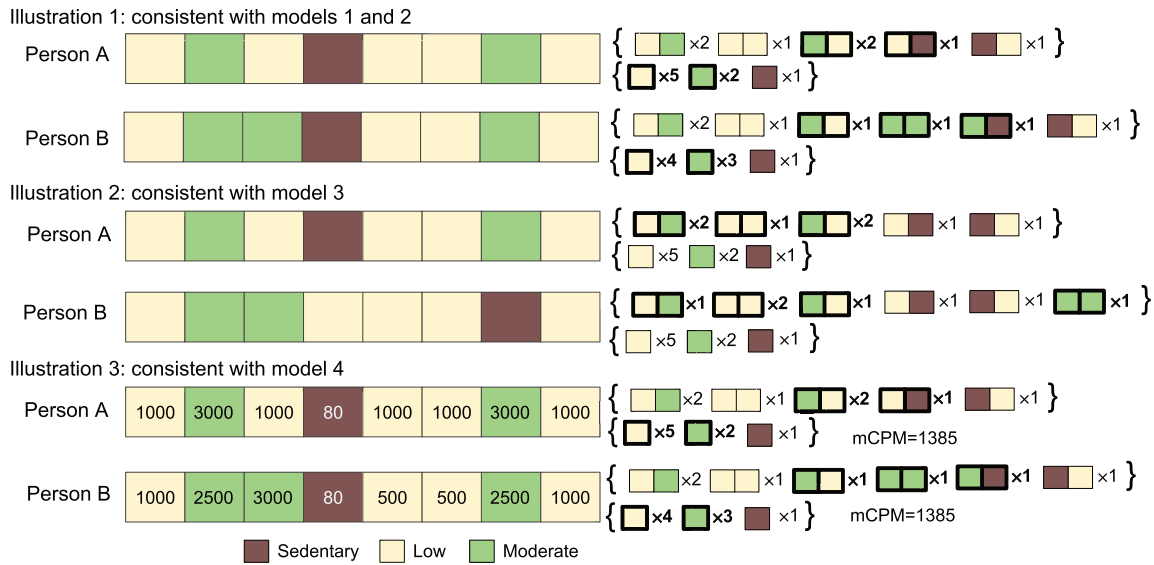 Illustration 1: consistent with models 1 and 2
Person A
{ ×2 ×1 ×2 ×1 ×1 }
{ ×5 ×2 ×1 }
Person B
{ ×2 ×1 ×1 ×1 ×1 ×1 }
{ ×4 ×3 ×1 }
Illustration 2: consistent with model 3
Person A
{ ×2 ×1 ×2 ×1 ×1 }
{ ×5 ×2 ×1 }
Person B
{ ×1 ×2 ×1 ×1 ×1 ×1 }
{ ×5 ×2 ×1 }
Illustration 3: consistent with model 4
Person A 1000 3000 1000 80 1000 1000 3000 1000
{ ×2 ×1 ×2 ×1 ×1 }
{ ×5 ×2 ×1 } mCPM=1385
Person B 1000 2500 3000 80 500 500 2500 1000
{ ×2 ×1 ×1 ×1 ×1 ×1 }
{ ×4 ×3 ×1 } mCPM=1385
Sedentary Low Moderate